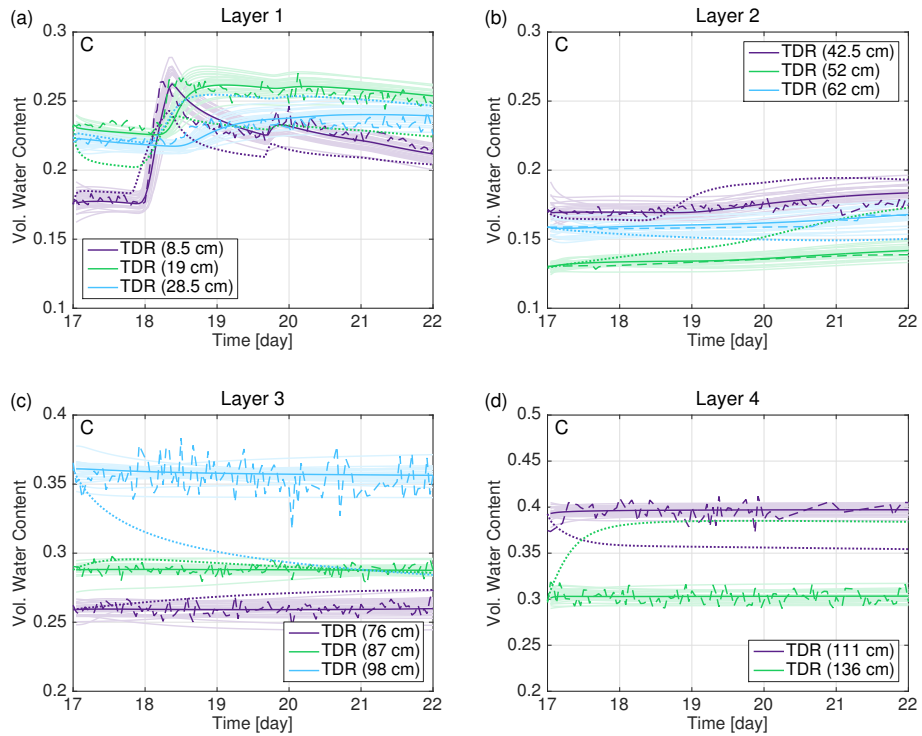 (a) Layer 1
C
Vol. Water Content
0.3
0.25
0.2
0.15
0.1
TDR (8.5 cm)
TDR (19 cm)
TDR (28.5 cm)
17 18 19 20 21 22
Time [day]
(b) Layer 2
C
Vol. Water Content
0.3
0.25
0.2
0.15
0.1
TDR (42.5 cm)
TDR (52 cm)
TDR (62 cm)
17 18 19 20 21 22
Time [day]
(c) Layer 3
C
Vol. Water Content
0.4
0.35
0.3
0.25
0.2
TDR (76 cm)
TDR (87 cm)
TDR (98 cm)
17 18 19 20 21 22
Time [day]
(d) Layer 4
C
Vol. Water Content
0.5
0.45
0.4
0.35
0.3
0.25
0.2
TDR (111 cm)
TDR (136 cm)
17 18 19 20 21 22
Time [day]